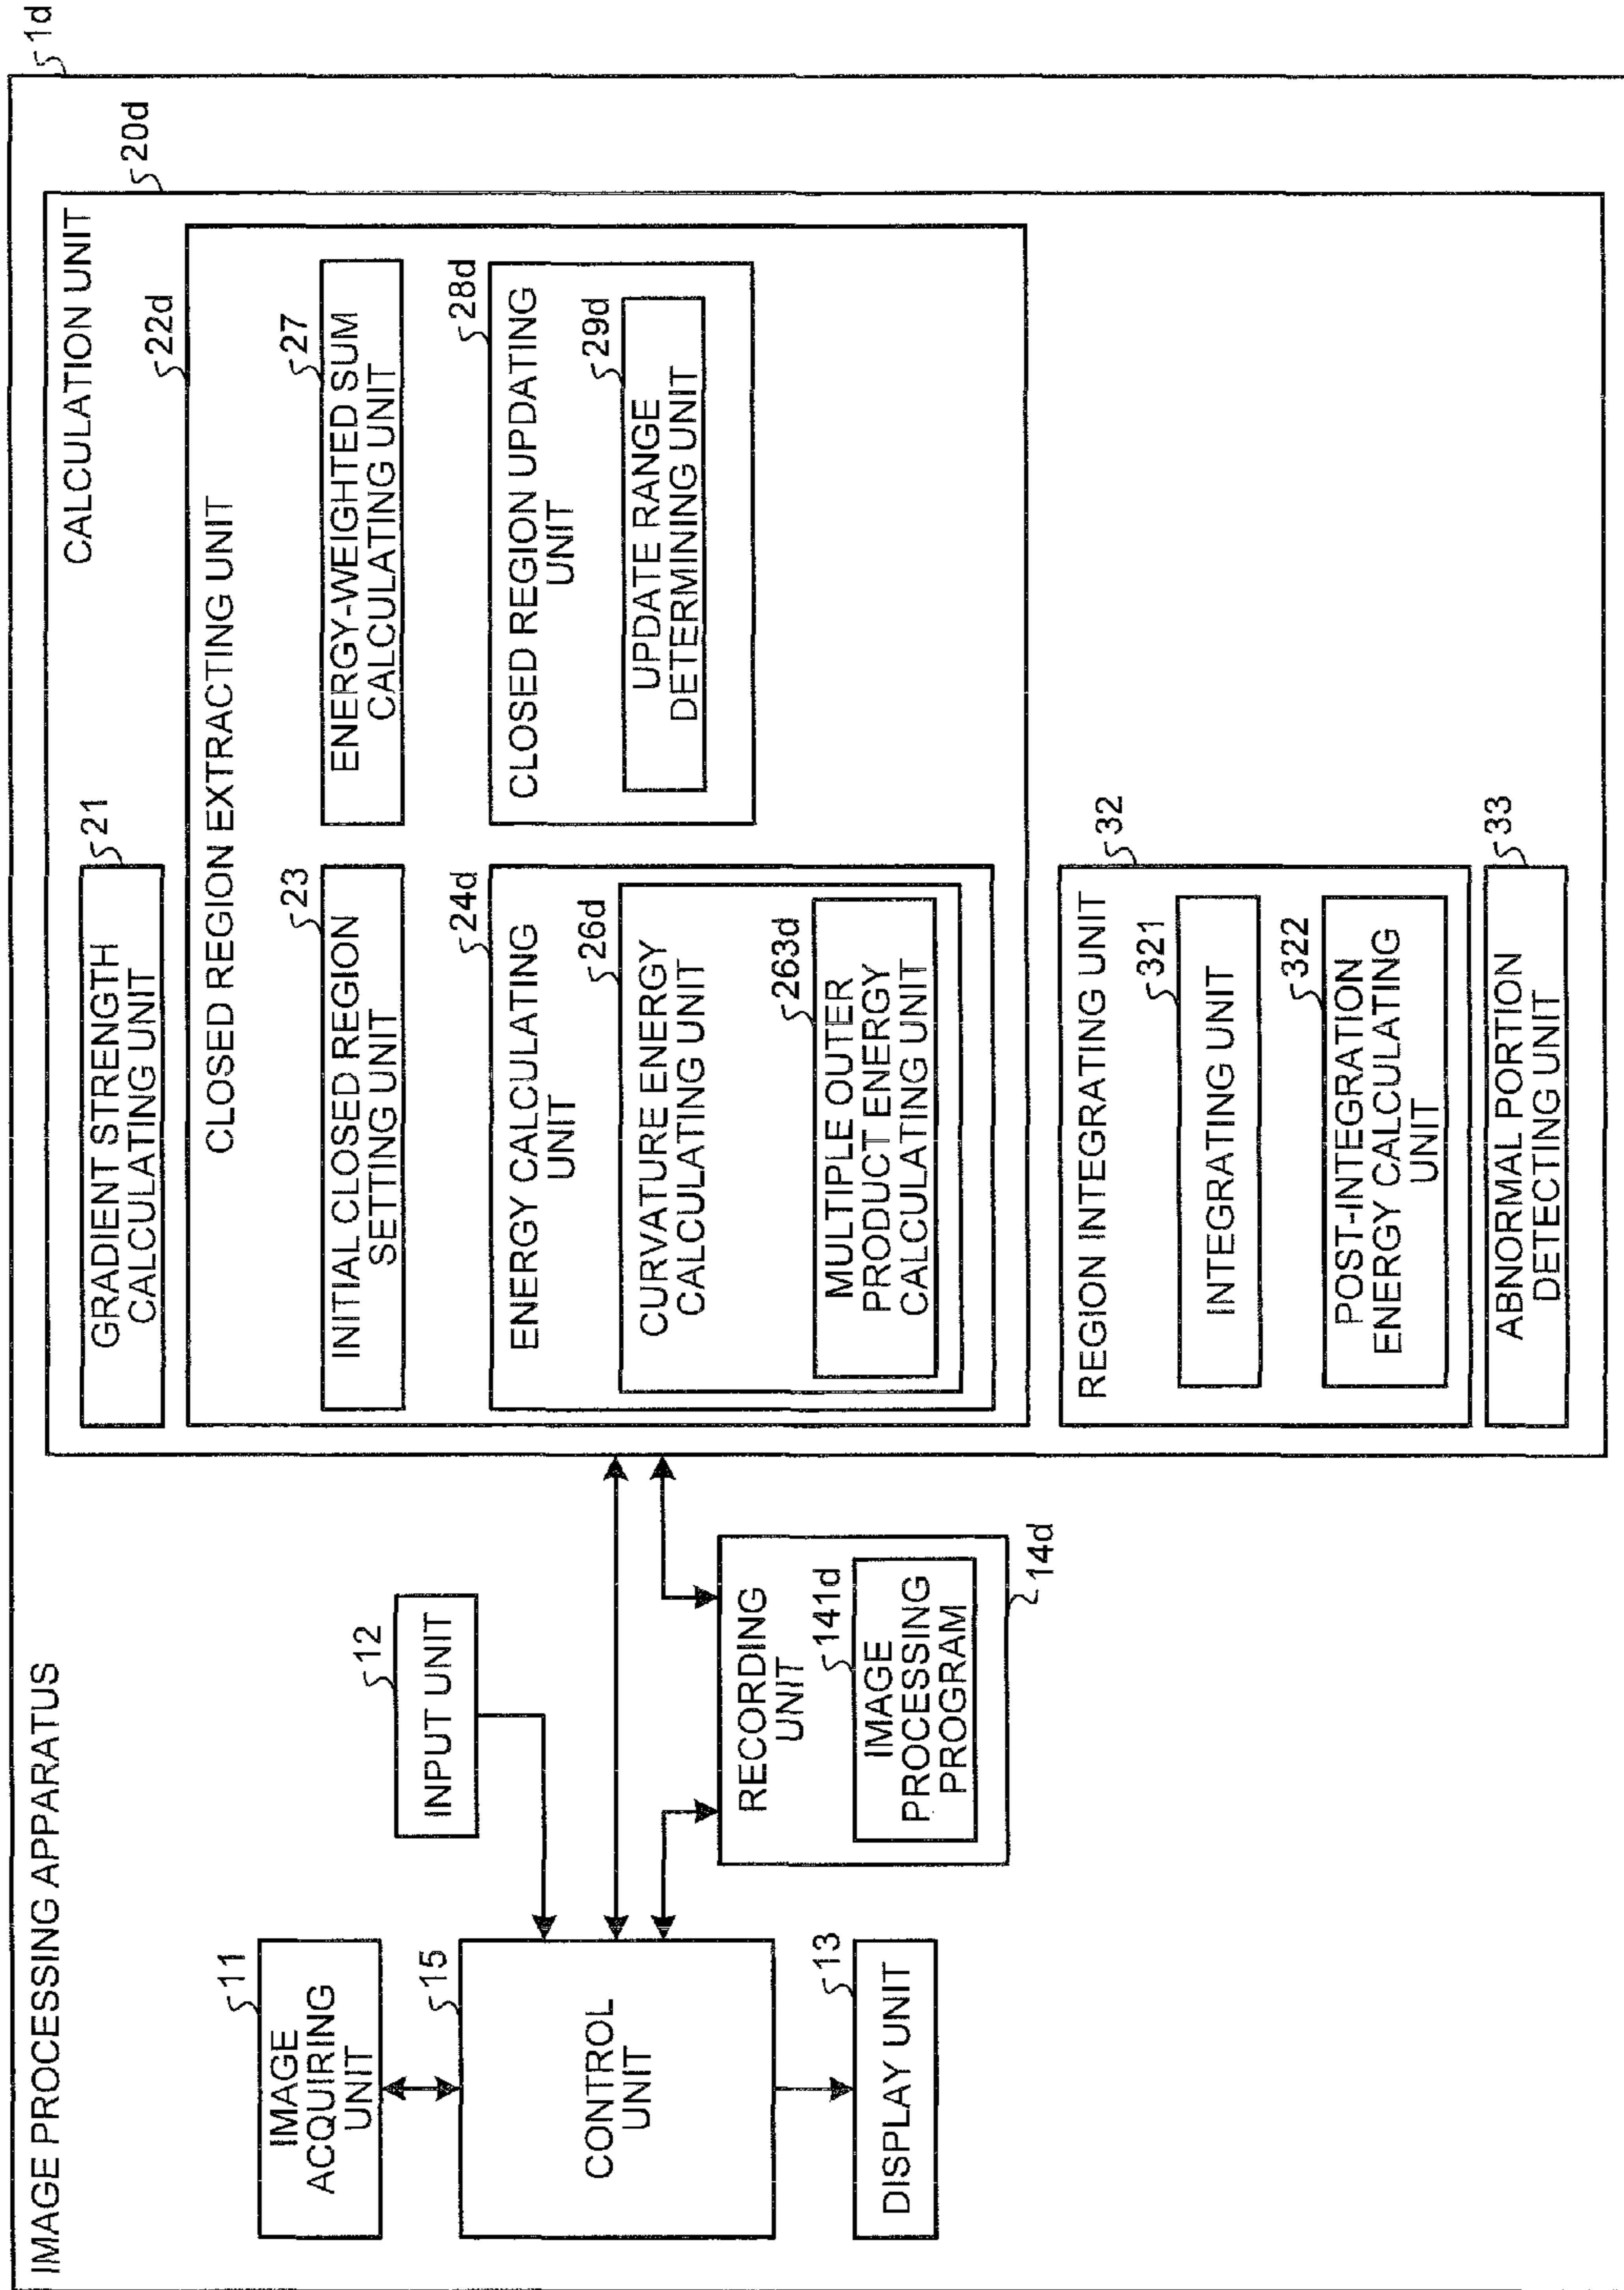 1d
IMAGE PROCESSING APPARATUS
11
IMAGE
ACQUIRING
UNIT
15
CONTROL
UNIT
13
DISPLAY UNIT
12
INPUT UNIT
RECORDING
UNIT
141d
IMAGE
PROCESSING
PROGRAM
14d
20d
CALCULATION UNIT
21
GRADIENT STRENGTH
CALCULATING UNIT
22d
CLOSED REGION EXTRACTING UNIT
23
INITIAL CLOSED REGION
SETTING UNIT
27
ENERGY-WEIGHTED SUM
CALCULATING UNIT
24d
ENERGY CALCULATING
UNIT
26d
CURVATURE ENERGY
CALCULATING UNIT
263d
MULTIPLE OUTER
PRODUCT ENERGY
CALCULATING UNIT
28d
CLOSED REGION UPDATING
UNIT
29d
UPDATE RANGE
DETERMINING UNIT
32
REGION INTEGRATING UNIT
321
INTEGRATING UNIT
322
POST-INTEGRATION
ENERGY CALCULATING
UNIT
33
ABNORMAL PORTION
DETECTING UNIT